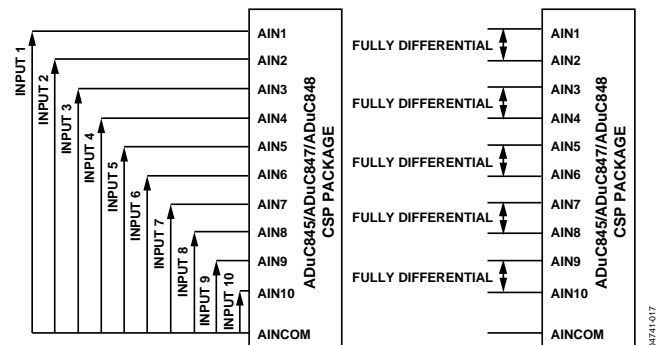 INPUT 1
INPUT 2
INPUT 3
INPUT 4
INPUT 5
INPUT 6
INPUT 7
INPUT 8
INPUT 9
INPUT 10
AIN1
AIN2
AIN3
AIN4
AIN5
AIN6
AIN7
AIN8
AIN9
AIN10
AINCOM
ADuC845/ADuC847/ADuC848
CSP PACKAGE
FULLY DIFFERENTIAL
FULLY DIFFERENTIAL
FULLY DIFFERENTIAL
FULLY DIFFERENTIAL
FULLY DIFFERENTIAL
AIN1
AIN2
AIN3
AIN4
AIN5
AIN6
AIN7
AIN8
AIN9
AIN10
AINCOM
ADuC845/ADuC847/ADuC848
CSP PACKAGE
04741-017